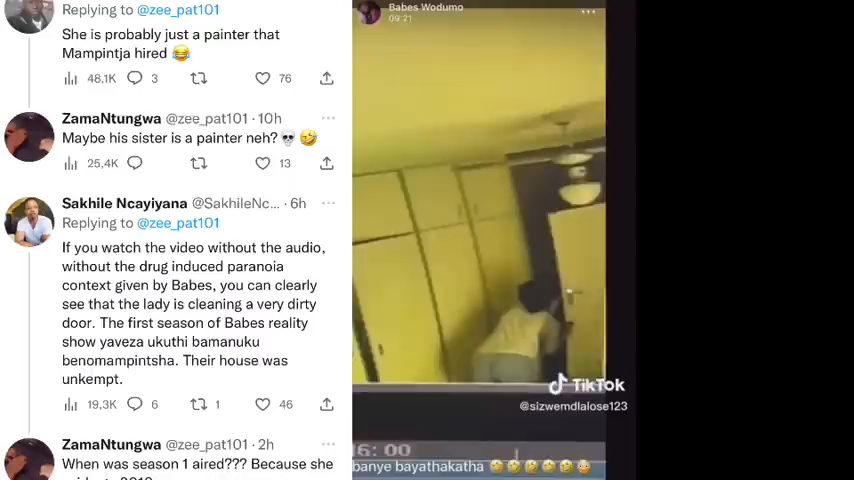 Replying to @zee_pat101
She is probably just a painter that
Mampintja hired 😂
48,1K 3 76
ZamaNtungwa @zee_pat101 · 10h
Maybe his sister is a painter neh?💀🤣
25,4K 13
Sakhile Ncayiyana @SakhileNc... · 6h
Replying to @zee_pat101
If you watch the video without the audio,
without the drug induced paranoia
context given by Babes, you can clearly
see that the lady is cleaning a very dirty
door. The first season of Babes reality
show yaveza ukuthi bamanuku
benomampintsha. Their house was
unkempt.
19,3K 6 1 46
ZamaNtungwa @zee_pat101 · 2h
When was season 1 aired??? Because she
Babes Wodumo
09:21
TikTok
@sizwemdlalose123
16:00
banye bayathakatha